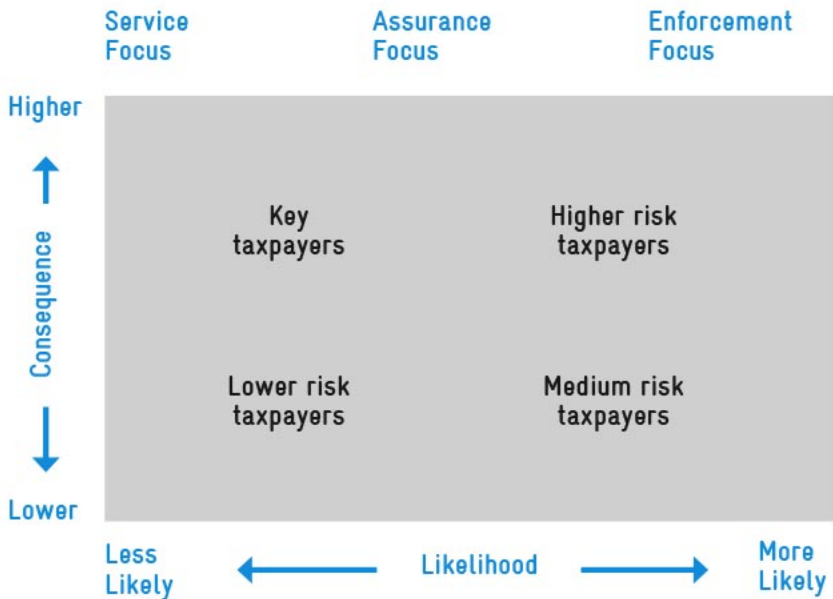 Service
Focus
Assurance
Focus
Enforcement
Focus
Higher
Consequence
Lower
Key
taxpayers
Higher risk
taxpayers
Lower risk
taxpayers
Medium risk
taxpayers
Less
Likely
Likelihood
More
Likely